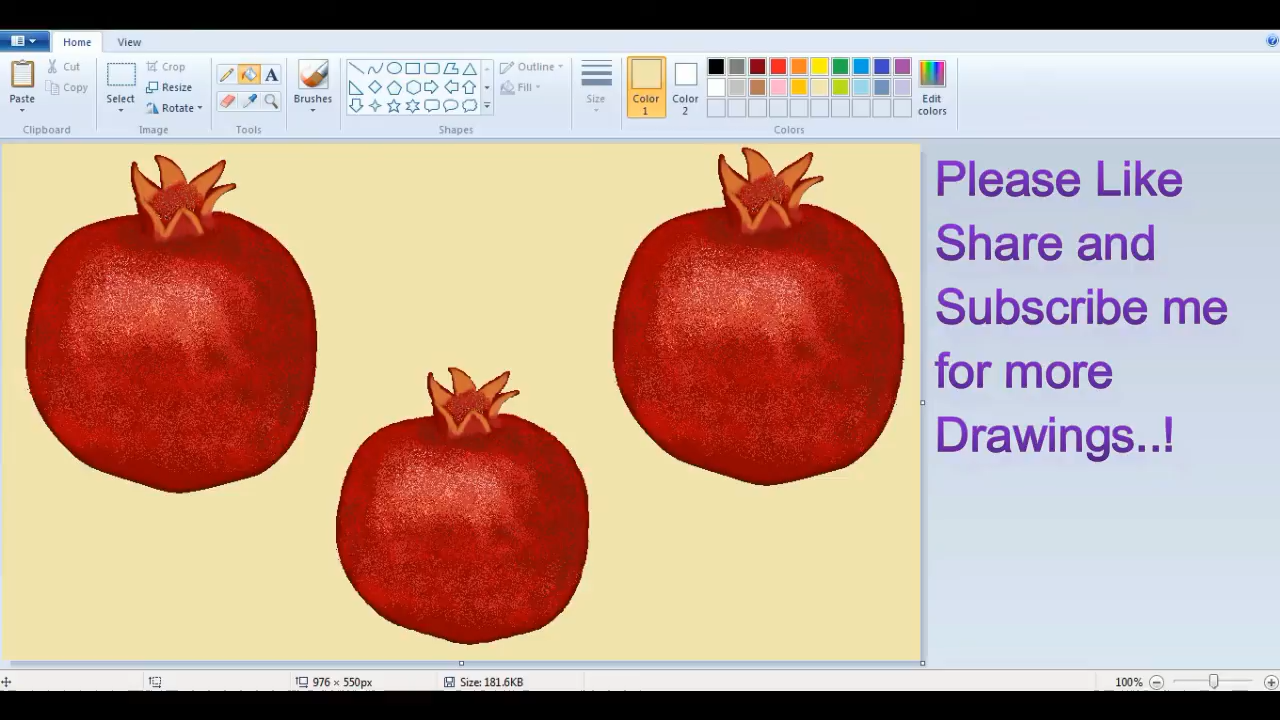 Home
View
Paste
Cut
Copy
Clipboard
Select
Crop
Resize
Rotate
Image
A
Tools
Brushes
Shapes
Outline
Fill
Size
Color
1
Color
2
Edit
colors
Colors
Please Like
Share and
Subscribe me
for more
Drawings..!
976 × 550px
Size: 181.6KB
100%